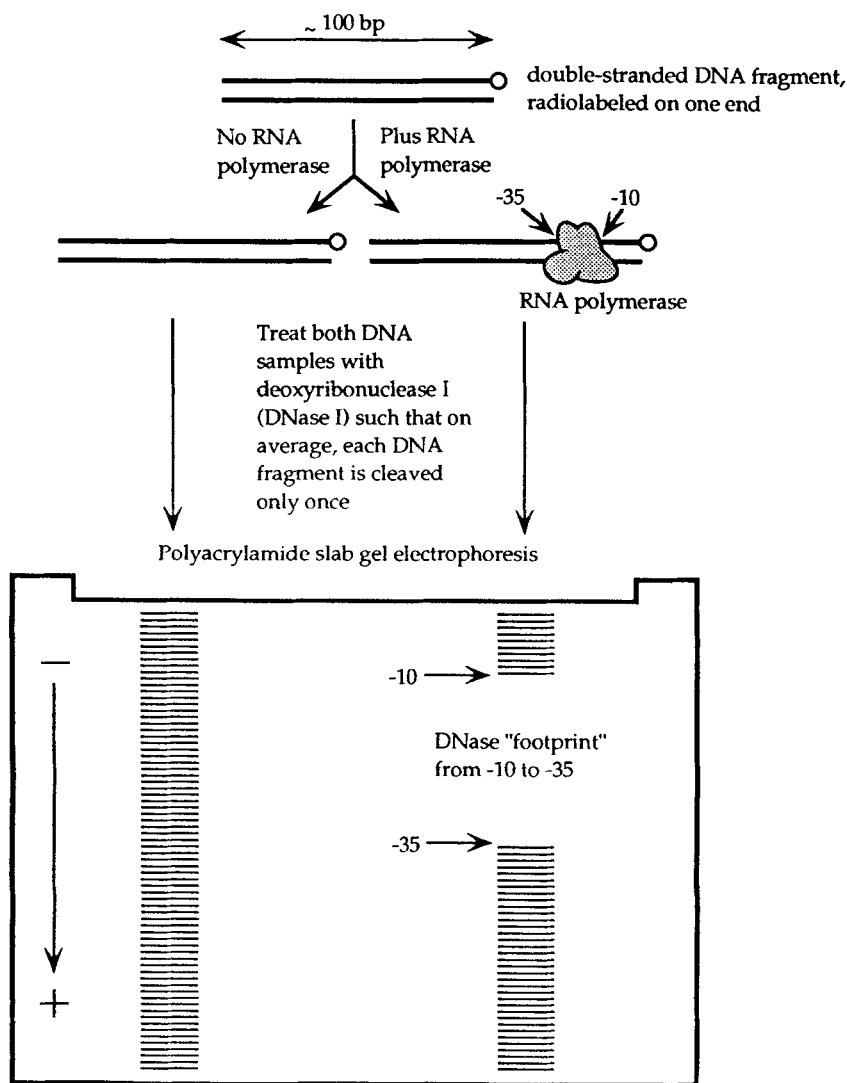 ~ 100 bp
double-stranded DNA fragment,
radiolabeled on one end
No RNA
polymerase
Plus RNA
polymerase
-35
-10
RNA polymerase
Treat both DNA
samples with
deoxyribonuclease I
(DNase I) such that on
average, each DNA
fragment is cleaved
only once
Polyacrylamide slab gel electrophoresis
—
-10
DNase "footprint"
from -10 to -35
-35
+